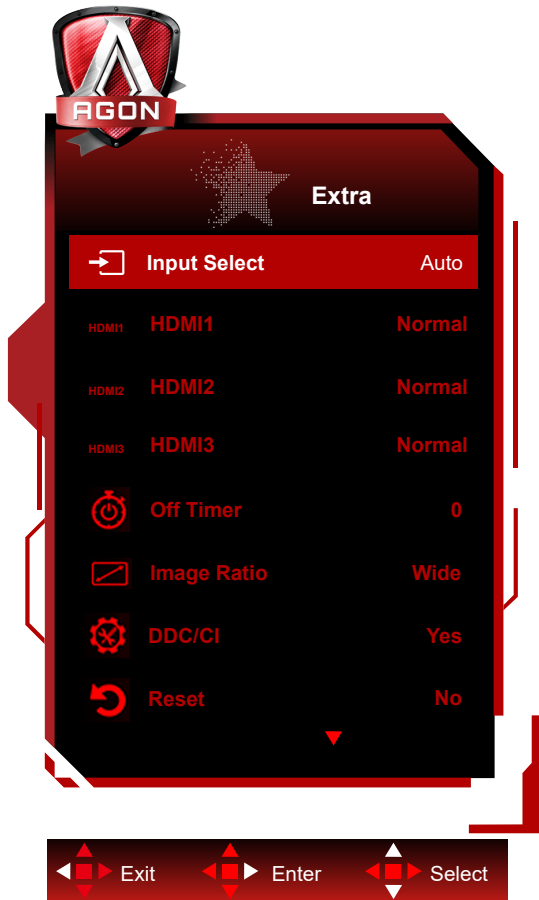 AGON
Extra
Input Select Auto
HDMI1 HDMI1 Normal
HDMI2 HDMI2 Normal
HDMI3 HDMI3 Normal
Off Timer 0
Image Ratio Wide
DDC/CI Yes
Reset No
Exit Enter Select